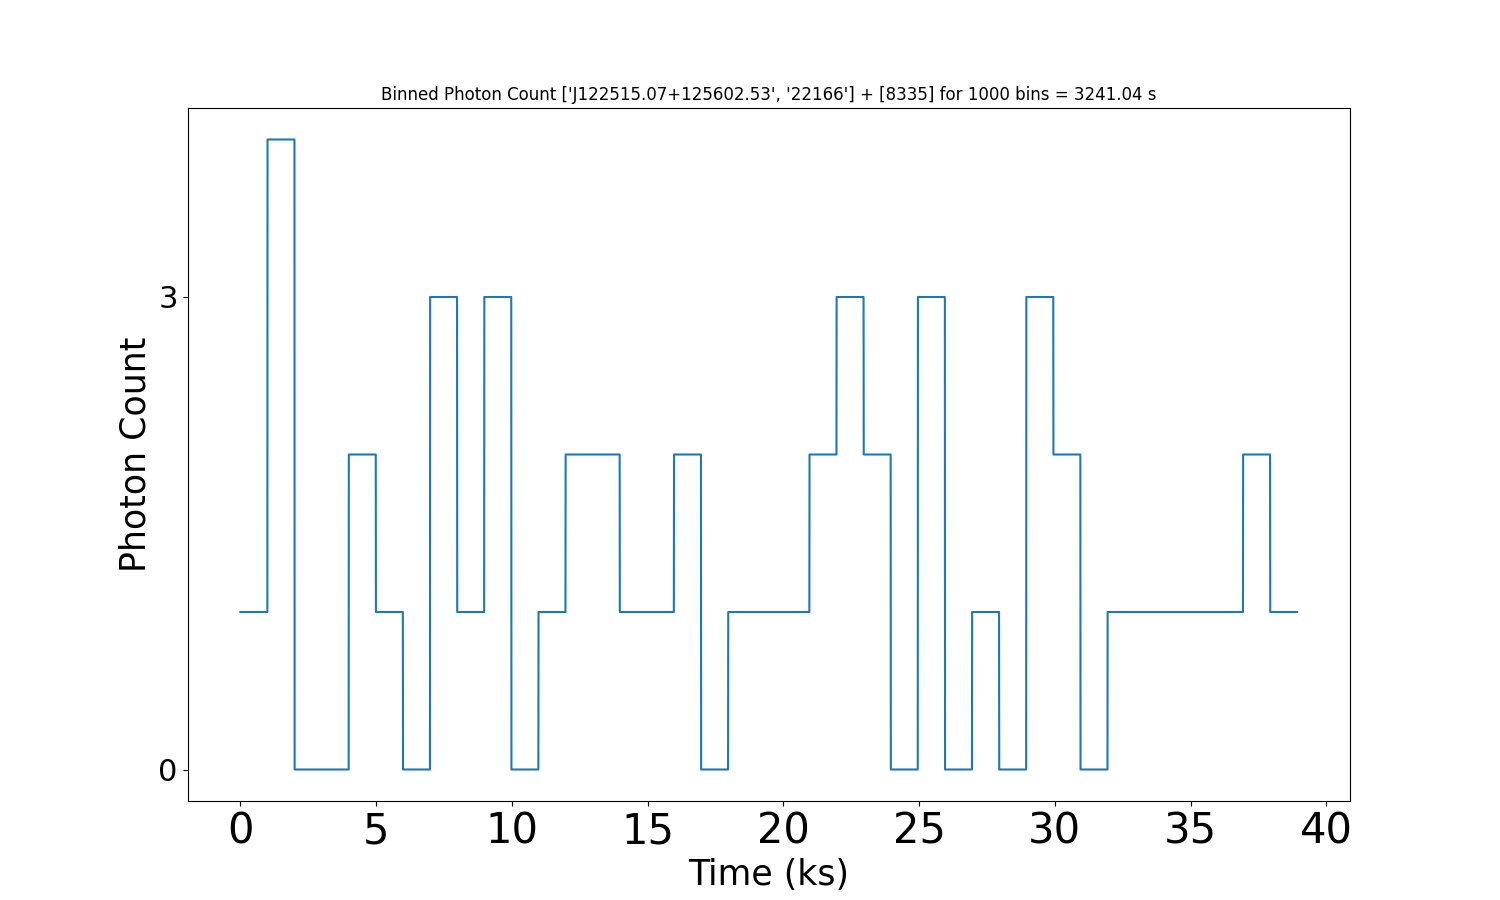 Binned Photon Count ['J122515.07+125602.53', '22166'] + [8335] for 1000 bins = 3241.04 s
Photon Count
3
0
0 5 10 15 20 25 30 35 40
Time (ks)